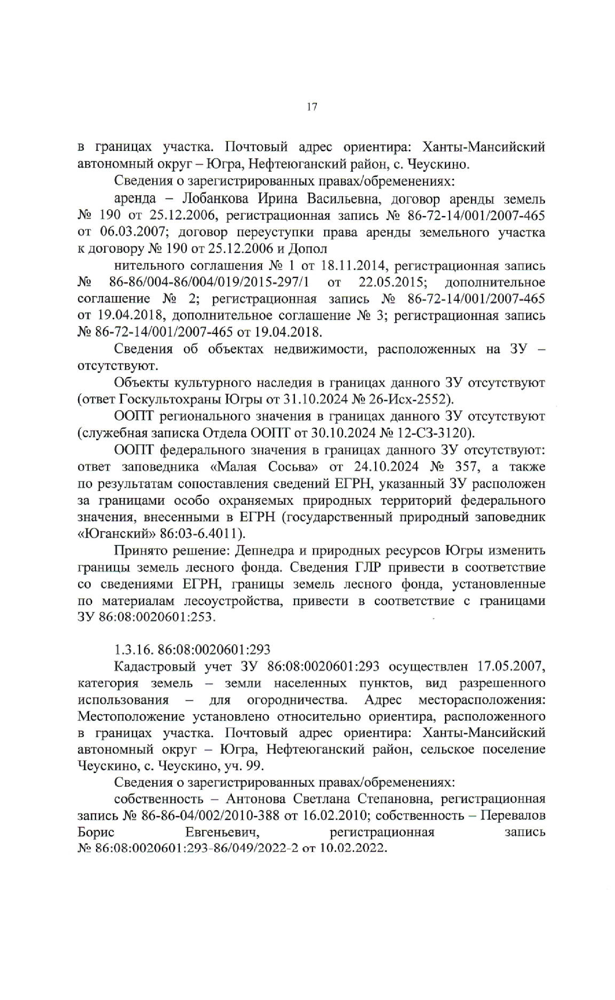 17
в границах участка. Почтовый адрес ориентира: Ханты-Мансийский
автономный округ – Югра, Нефтеюганский район, с. Чеускино.
Сведения о зарегистрированных правах/обременениях:
аренда – Лобанкова Ирина Васильевна, договор аренды земель
№ 190 от 25.12.2006, регистрационная запись № 86-72-14/001/2007-465
от 06.03.2007; договор переуступки права аренды земельного участка
к договору № 190 от 25.12.2006 и Допол
нительного соглашения № 1 от 18.11.2014, регистрационная запись
№ 86-86/004-86/004/019/2015-297/1 от 22.05.2015; дополнительное
соглашение № 2; регистрационная запись № 86-72-14/001/2007-465
от 19.04.2018, дополнительное соглашение № 3; регистрационная запись
№ 86-72-14/001/2007-465 от 19.04.2018.
Сведения об объектах недвижимости, расположенных на ЗУ –
отсутствуют.
Объекты культурного наследия в границах данного ЗУ отсутствуют
(ответ Госкультохраны Югры от 31.10.2024 № 26-Исх-2552).
ООПТ регионального значения в границах данного ЗУ отсутствуют
(служебная записка Отдела ООПТ от 30.10.2024 № 12-СЗ-3120).
ООПТ федерального значения в границах данного ЗУ отсутствуют:
ответ заповедника «Малая Сосьва» от 24.10.2024 № 357, а также
по результатам сопоставления сведений ЕГРН, указанный ЗУ расположен
за границами особо охраняемых природных территорий федерального
значения, внесенными в ЕГРН (государственный природный заповедник
«Юганский» 86:03-6.4011).
Принято решение: Депнедра и природных ресурсов Югры изменить
границы земель лесного фонда. Сведения ГЛР привести в соответствие
со сведениями ЕГРН, границы земель лесного фонда, установленные
по материалам лесоустройства, привести в соответствие с границами
ЗУ 86:08:0020601:253.
1.3.16. 86:08:0020601:293
Кадастровый учет ЗУ 86:08:0020601:293 осуществлен 17.05.2007,
категория земель – земли населенных пунктов, вид разрешенного
использования – для огородничества. Адрес месторасположения:
Местоположение установлено относительно ориентира, расположенного
в границах участка. Почтовый адрес ориентира: Ханты-Мансийский
автономный округ – Югра, Нефтеюганский район, сельское поселение
Чеускино, с. Чеускино, уч. 99.
Сведения о зарегистрированных правах/обременениях:
собственность – Антонова Светлана Степановна, регистрационная
запись № 86-86-04/002/2010-388 от 16.02.2010; собственность – Перевалов
Борис Евгеньевич, регистрационная запись
№ 86:08:0020601:293-86/049/2022-2 от 10.02.2022.